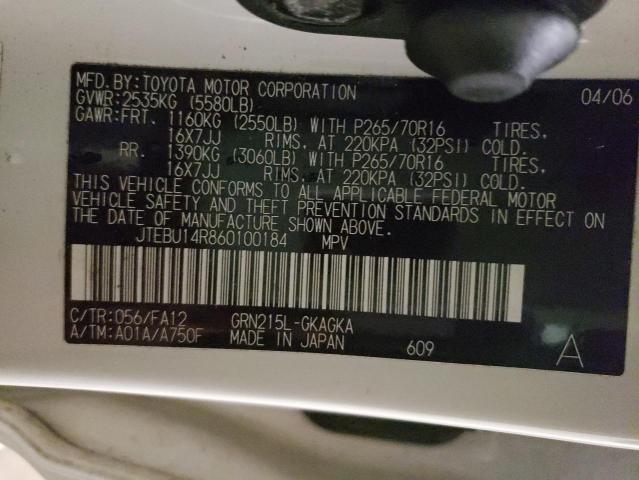 MFD.BY:TOYOTA MOTOR CORPORATION 04/06
GVWR:2535KG (5580LB)
GAWR:FRT. 1160KG (2550LB) WITH P265/70R16 TIRES,
16X7JJ RIMS, AT 220KPA (32PSI) COLD.
RR. 1390KG (3060LB) WITH P265/70R16 TIRES,
16X7JJ RIMS, AT 220KPA (32PSI) COLD.
THIS VEHICLE CONFORMS TO ALL APPLICABLE FEDERAL MOTOR
VEHICLE SAFETY AND THEFT PREVENTION STANDARDS IN EFFECT ON
THE DATE OF MANUFACTURE SHOWN ABOVE.
JTEBU14R860100184 MPV
C/TR:056/FA12 GRN215L-GKAGKA
A/TM:A01A/A750F MADE IN JAPAN 609 A